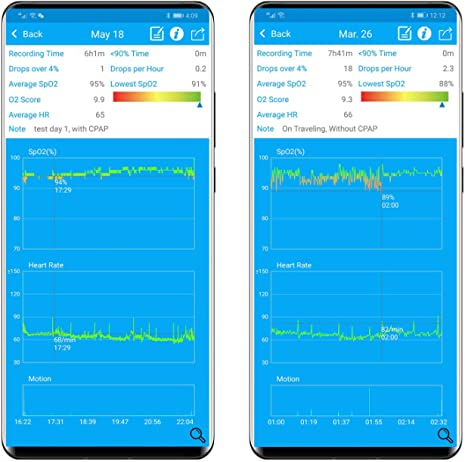 4:09
Back May 18
Recording Time 6h1m <90% Time 0m
Drops over 4% 1 Drops per Hour 0.2
Average SpO2 95% Lowest SpO2 91%
O2 Score 9.9
Average HR 65
Note test day 1, with CPAP
SpO2(%)
100
90
80
70
94%
17:29
Heart Rate
≥150
120
90
60
30
68/min
17:29
Motion
16:22 17:31 18:39 19:47 20:56 22:04
12:12
Back Mar. 26
Recording Time 7h41m <90% Time 0m
Drops over 4% 18 Drops per Hour 2.3
Average SpO2 95% Lowest SpO2 88%
O2 Score 9.3
Average HR 66
Note On Traveling, Without CPAP
SpO2(%)
100
90
80
70
89%
02:00
Heart Rate
≥150
120
90
60
30
82/min
02:00
Motion
01:00 01:19 01:37 01:55 02:14 02:32